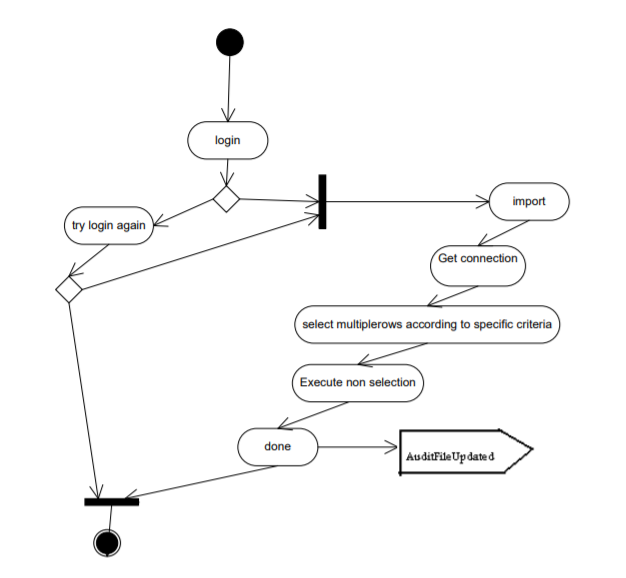 login
try login again
import
Get connection
select multiplerows according to specific criteria
Execute non selection
done
AuditFileUpdated